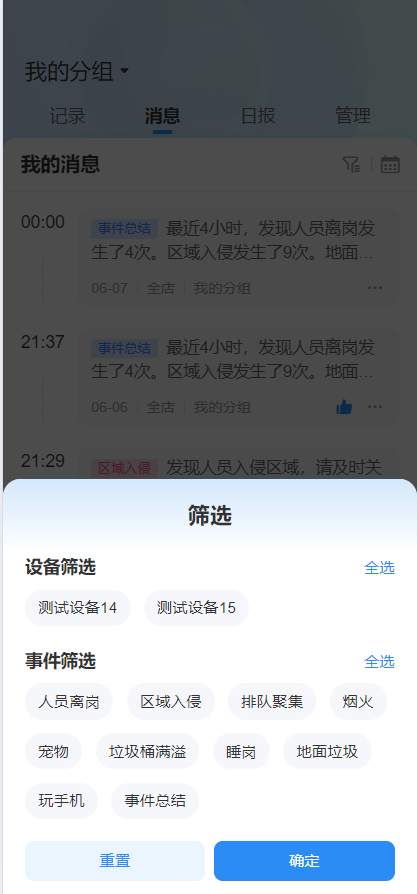 我的分组
记录 消息 日报 管理
我的消息
00:00
事件总结 最近4小时，发现人员离岗发
生了4次。区域入侵发生了9次。地面...
06-07 全店 我的分组
21:37
事件总结 最近4小时，发现人员离岗发
生了4次。区域入侵发生了9次。地面...
06-06 全店 我的分组
21:29
区域入侵 发现人员入侵区域，请及时关
筛选
设备筛选 全选
测试设备14 测试设备15
事件筛选 全选
人员离岗 区域入侵 排队聚集 烟火
宠物 垃圾桶满溢 睡岗 地面垃圾
玩手机 事件总结
重置 确定